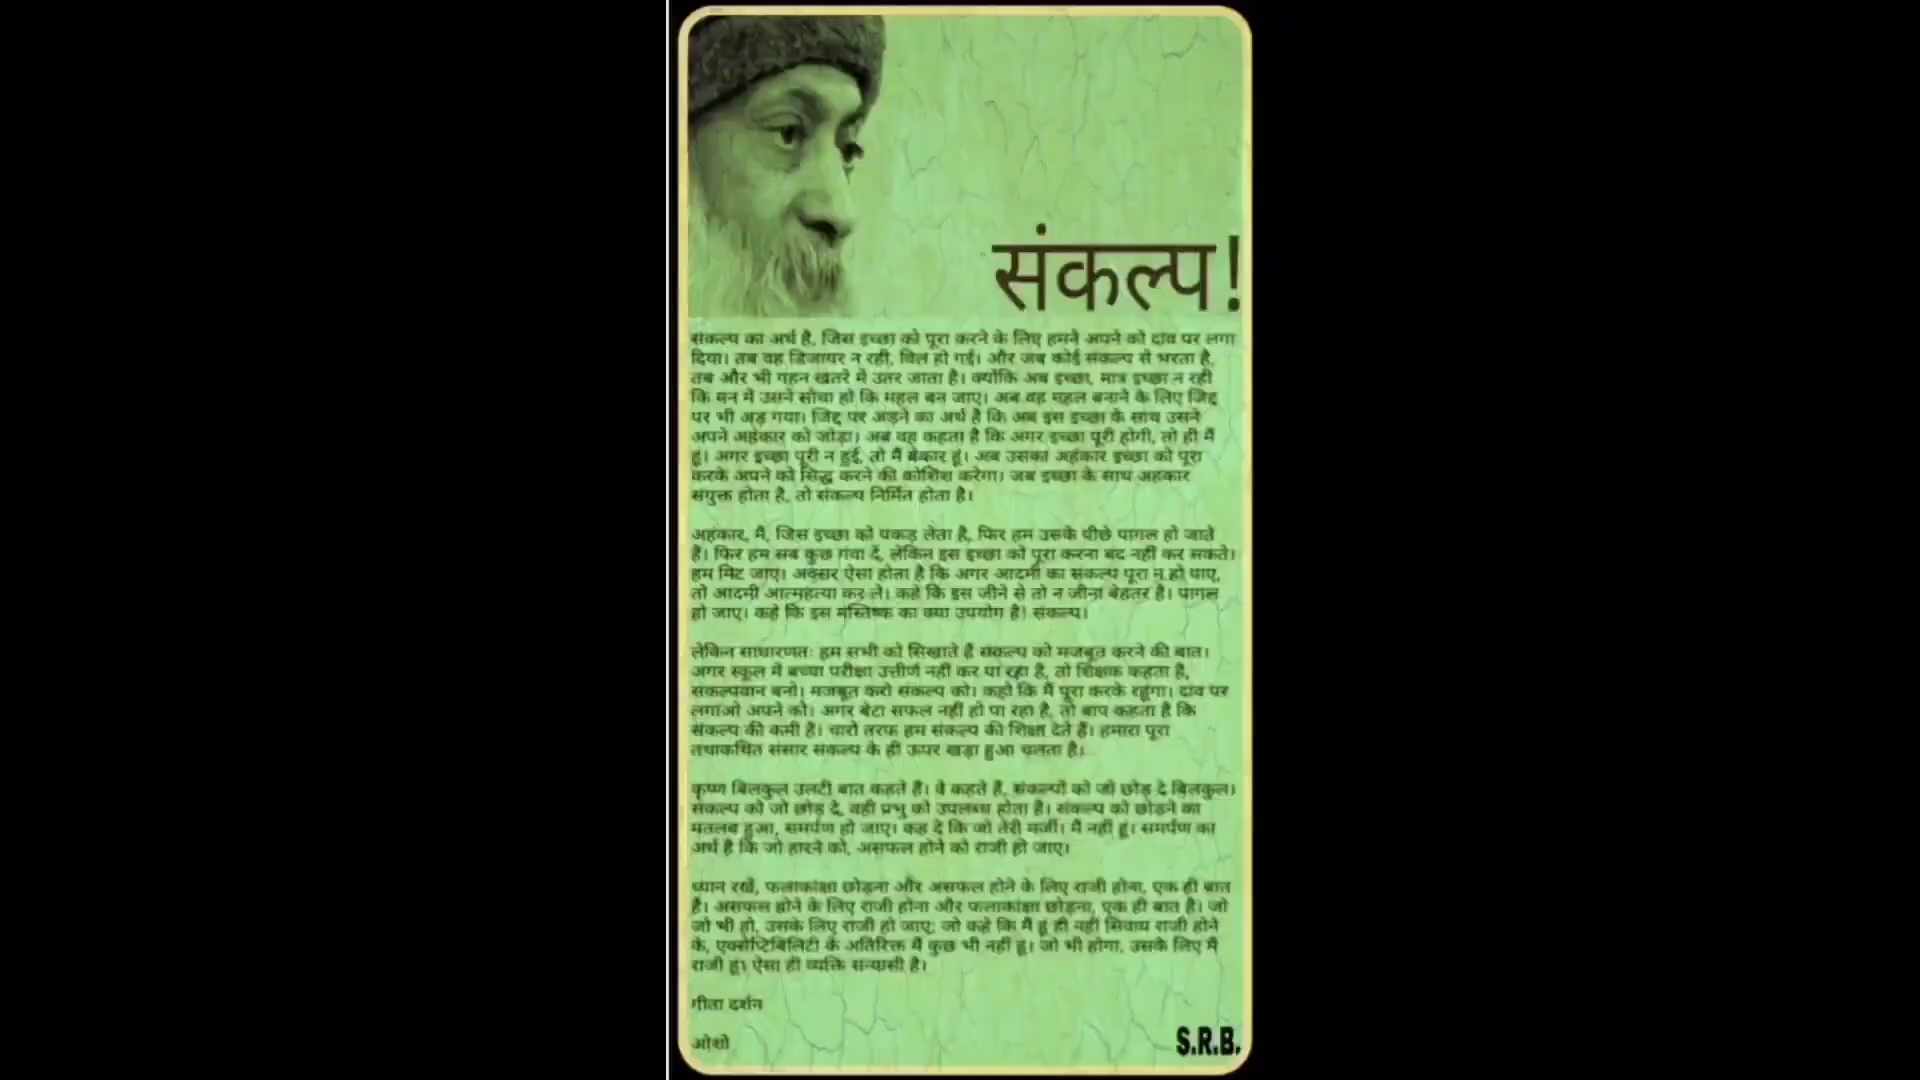 संकल्प!
संकल्प का अर्थ है, जिस इच्छा को पूरा करने के लिए हमने अपने को दांव पर लगा
दिया। तब वह डिजायर न रही, विल हो गई। और जब कोई संकल्प से भरता है,
तब और भी गहन खतरे में उतर जाता है। क्योंकि अब इच्छा, मात्र इच्छा न रही
कि मन में उसने सोचा हो कि महल बन जाए। अब वह महल बनाने के लिए जिद्द
पर भी अड़ गया। जिद्द पर अड़ने का अर्थ है कि अब इस इच्छा के साथ उसने
अपने अहंकार को जोड़ा। अब वह कहता है कि अगर इच्छा पूरी होगी, तो ही मैं
हूं। अगर इच्छा पूरी न हुई, तो मैं बेकार हूं। अब उसका अहंकार इच्छा को पूरा
करके अपने को सिद्ध करने की कोशिश करेगा। जब इच्छा के साथ अहंकार
संयुक्त होता है, तो संकल्प निर्मित होता है।
अहंकार, मैं, जिस इच्छा को पकड़ लेता है, फिर हम उसके पीछे पागल हो जाते
हैं। फिर हम सब कुछ गंवा दें, लेकिन इस इच्छा को पूरा करना बंद नहीं कर सकते।
हम मिट जाएं। अक्सर ऐसा होता है कि अगर आदमी का संकल्प पूरा न हो पाए,
तो आदमी आत्महत्या कर ले। कहे कि इस जीने से तो न जीना बेहतर है। पागल
हो जाए। कहे कि इस मस्तिष्क का क्या उपयोग है! संकल्प।
लेकिन साधारणतः हम सभी को सिखाते हैं संकल्प को मजबूत करने की बात।
अगर स्कूल में बच्चा परीक्षा उत्तीर्ण नहीं कर पा रहा है, तो शिक्षक कहता है,
संकल्पवान बनो। मजबूत करो संकल्प को। कहो कि मैं पूरा करके रहूंगा। दांव पर
लगाओ अपने को। अगर बेटा सफल नहीं हो पा रहा है, तो बाप कहता है कि
संकल्प की कमी है। चारों तरफ हम संकल्प की शिक्षा देते हैं। हमारा पूरा
तथाकथित संसार संकल्प के ही ऊपर खड़ा हुआ चलता है।
कृष्ण बिलकुल उलटी बात कहते हैं। वे कहते हैं, संकल्पों को जो छोड़ दे बिलकुल।
संकल्प को जो छोड़ दे, वही प्रभु को उपलब्ध होता है। संकल्प को छोड़ने का
मतलब हुआ, समर्पण हो जाए। कह दे कि जो तेरी मर्जी। मैं नहीं हूं। समर्पण का
अर्थ है कि जो हारने को, असफल होने को राजी हो जाए।
ध्यान रखें, फलाकांक्षा छोड़ना और असफल होने के लिए राजी होना, एक ही बात
है। असफल होने के लिए राजी होना और फलाकांक्षा छोड़ना, एक ही बात है। जो
जो भी हो, उसके लिए राजी हो जाए; जो कहे कि मैं हूं ही नहीं सिवाय राजी होने
के, एक्सेप्टिबिलिटी के अतिरिक्त मैं कुछ भी नहीं हूं। जो भी होगा, उसके लिए मैं
राजी हूं। ऐसा ही व्यक्ति संन्यासी है।
गीता दर्शन
ओशो
S.R.B.